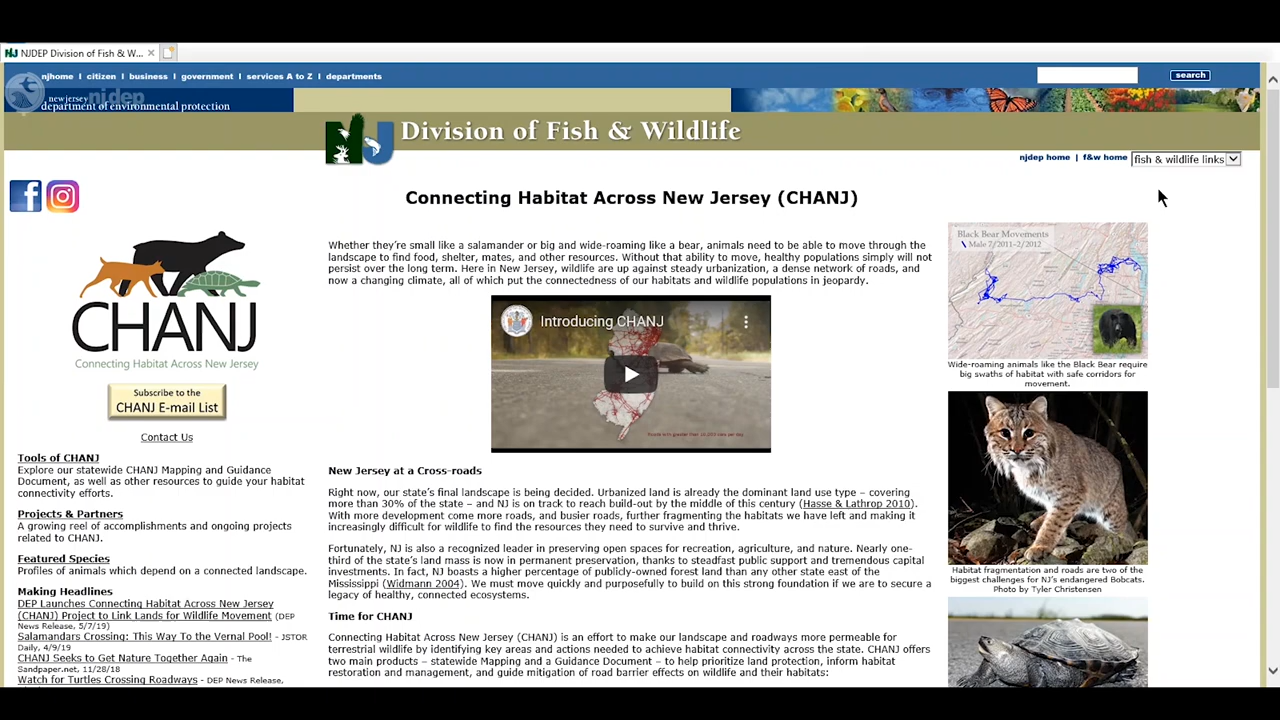 NJDEP Division of Fish & W...
njhome | citizen | business | government | services A to Z | departments
search
new jersey
njdep
department of environmental protection
Division of Fish & Wildlife
njdep home | f&w home
fish & wildlife links
Connecting Habitat Across New Jersey (CHANJ)
CHANJ
Connecting Habitat Across New Jersey
Subscribe to the
CHANJ E-mail List
Contact Us
Tools of CHANJ
Explore our statewide CHANJ Mapping and Guidance
Document, as well as other resources to guide your habitat
connectivity efforts.
Projects & Partners
A growing reel of accomplishments and ongoing projects
related to CHANJ.
Featured Species
Profiles of animals which depend on a connected landscape.
Making Headlines
DEP Launches Connecting Habitat Across New Jersey
(CHANJ) Project to Link Lands for Wildlife Movement (DEP
News Release, 5/7/19)
Salamandars Crossing: This Way To the Vernal Pool! - JSTOR
Daily, 4/9/19
CHANJ Seeks to Get Nature Together Again - The
Sandpaper.net, 11/28/18
Watch for Turtles Crossing Roadways - DEP News Release,
Whether they're small like a salamander or big and wide-roaming like a bear, animals need to be able to move through the
landscape to find food, shelter, mates, and other resources. Without that ability to move, healthy populations simply will not
persist over the long term. Here in New Jersey, wildlife are up against steady urbanization, a dense network of roads, and
now a changing climate, all of which put the connectedness of our habitats and wildlife populations in jeopardy.
Introducing CHANJ
New Jersey at a Cross-roads
Right now, our state's final landscape is being decided. Urbanized land is already the dominant land use type – covering
more than 30% of the state – and NJ is on track to reach build-out by the middle of this century (Hasse & Lathrop 2010).
With more development come more roads, and busier roads, further fragmenting the habitats we have left and making it
increasingly difficult for wildlife to find the resources they need to survive and thrive.
Fortunately, NJ is also a recognized leader in preserving open spaces for recreation, agriculture, and nature. Nearly one-
third of the state's land mass is now in permanent preservation, thanks to steadfast public support and tremendous capital
investments. In fact, NJ boasts a higher percentage of publicly-owned forest land than any other state east of the
Mississippi (Widmann 2004). We must move quickly and purposefully to build on this strong foundation if we are to secure a
legacy of healthy, connected ecosystems.
Time for CHANJ
Connecting Habitat Across New Jersey (CHANJ) is an effort to make our landscape and roadways more permeable for
terrestrial wildlife by identifying key areas and actions needed to achieve habitat connectivity across the state. CHANJ offers
two main products – statewide Mapping and a Guidance Document – to help prioritize land protection, inform habitat
restoration and management, and guide mitigation of road barrier effects on wildlife and their habitats:
Black Bear Movements
Male 7/2011-2/2012
Wide-roaming animals like the Black Bear require
big swaths of habitat with safe corridors for
movement.
Habitat fragmentation and roads are two of the
biggest challenges for NJ's endangered Bobcats.
Photo by Tyler Christensen